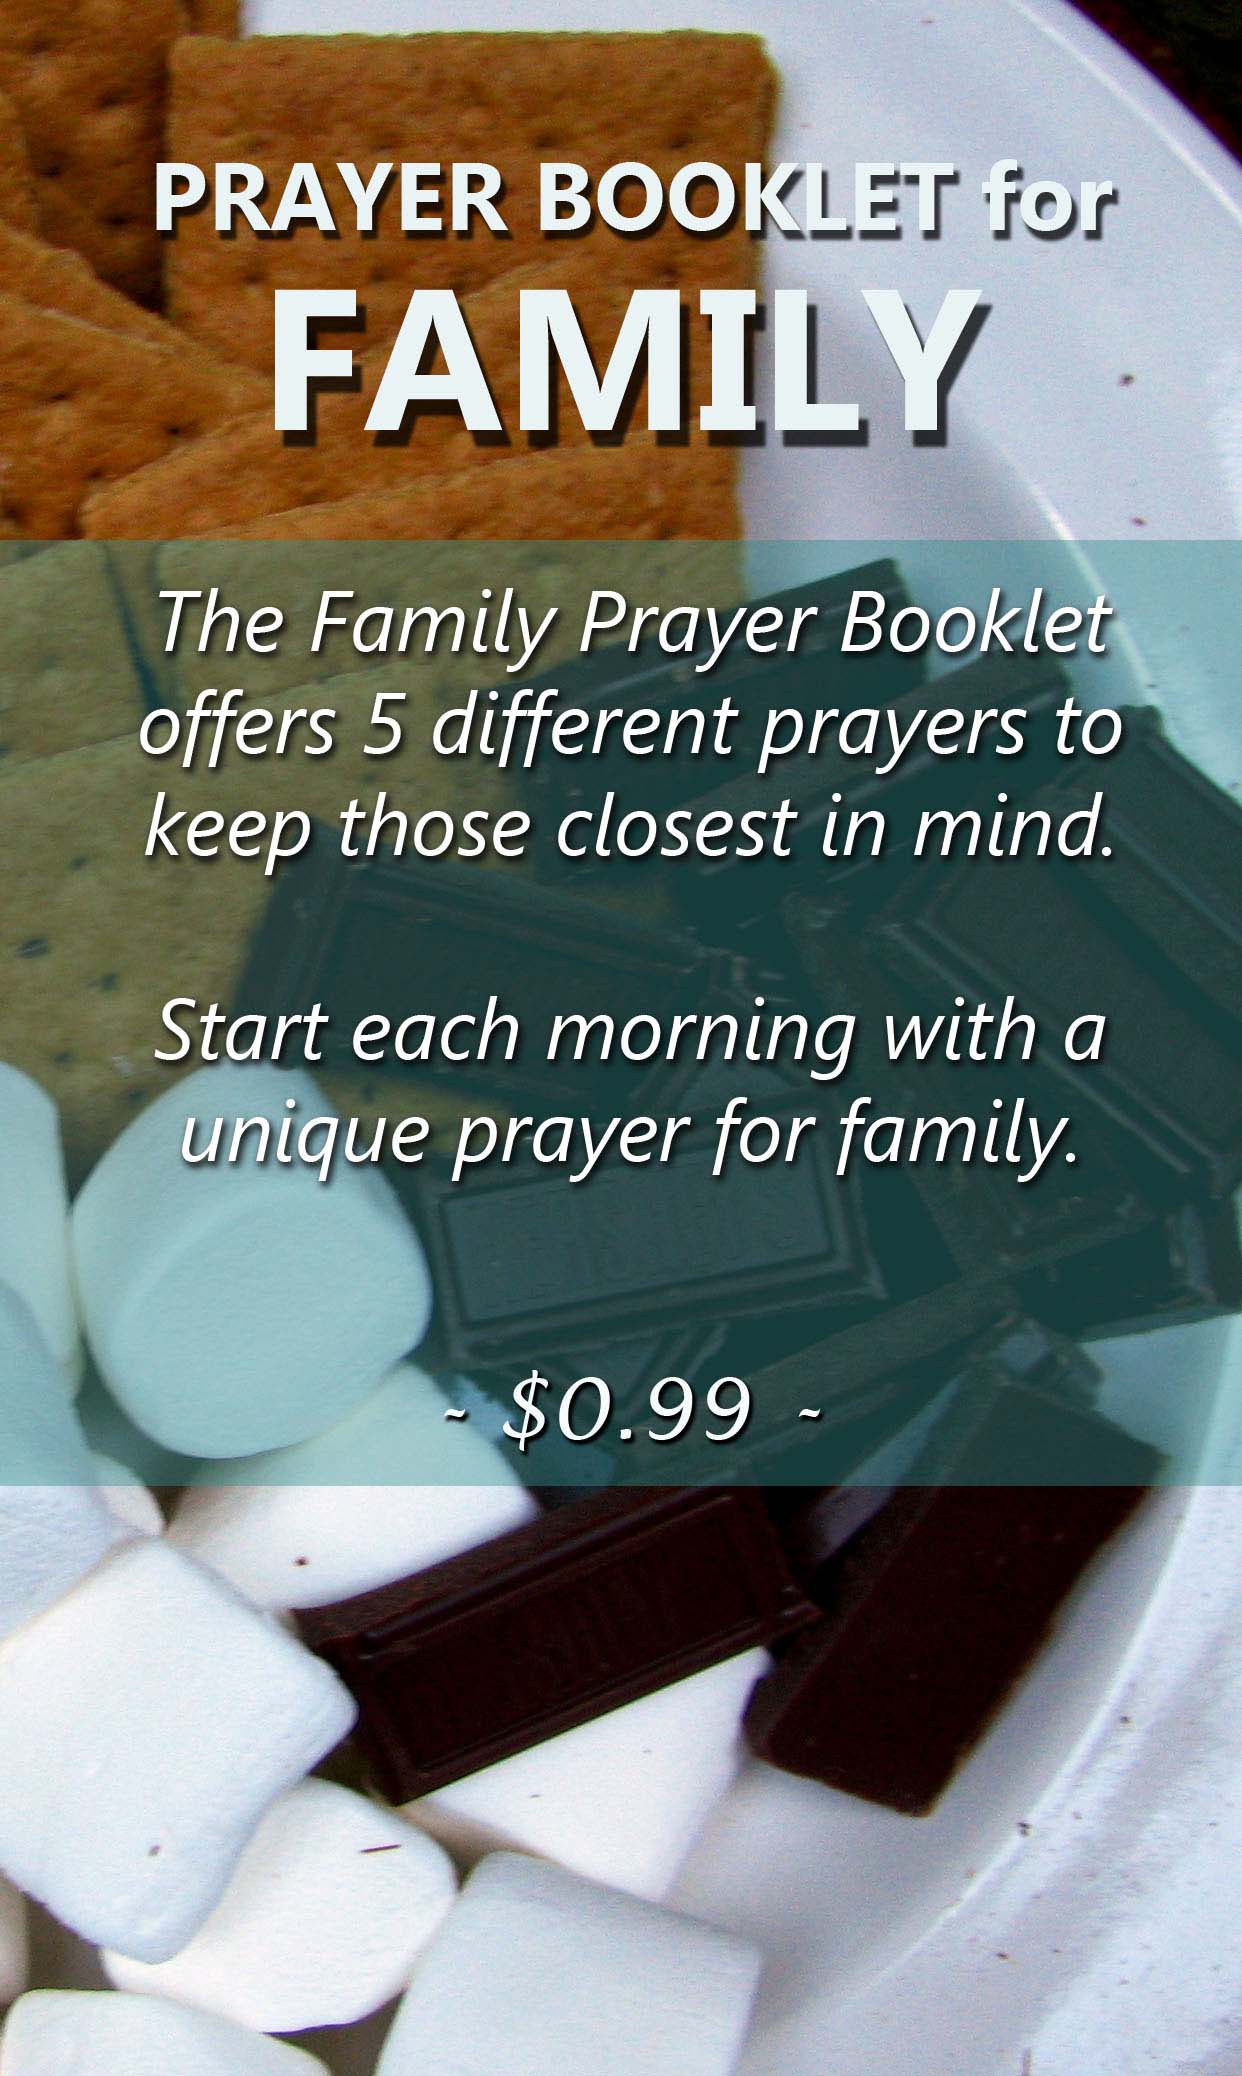 PRAYER BOOKLET for
FAMILY
The Family Prayer Booklet
offers 5 different prayers to
keep those closest in mind.
Start each morning with a
unique prayer for family.
~ $0.99 ~